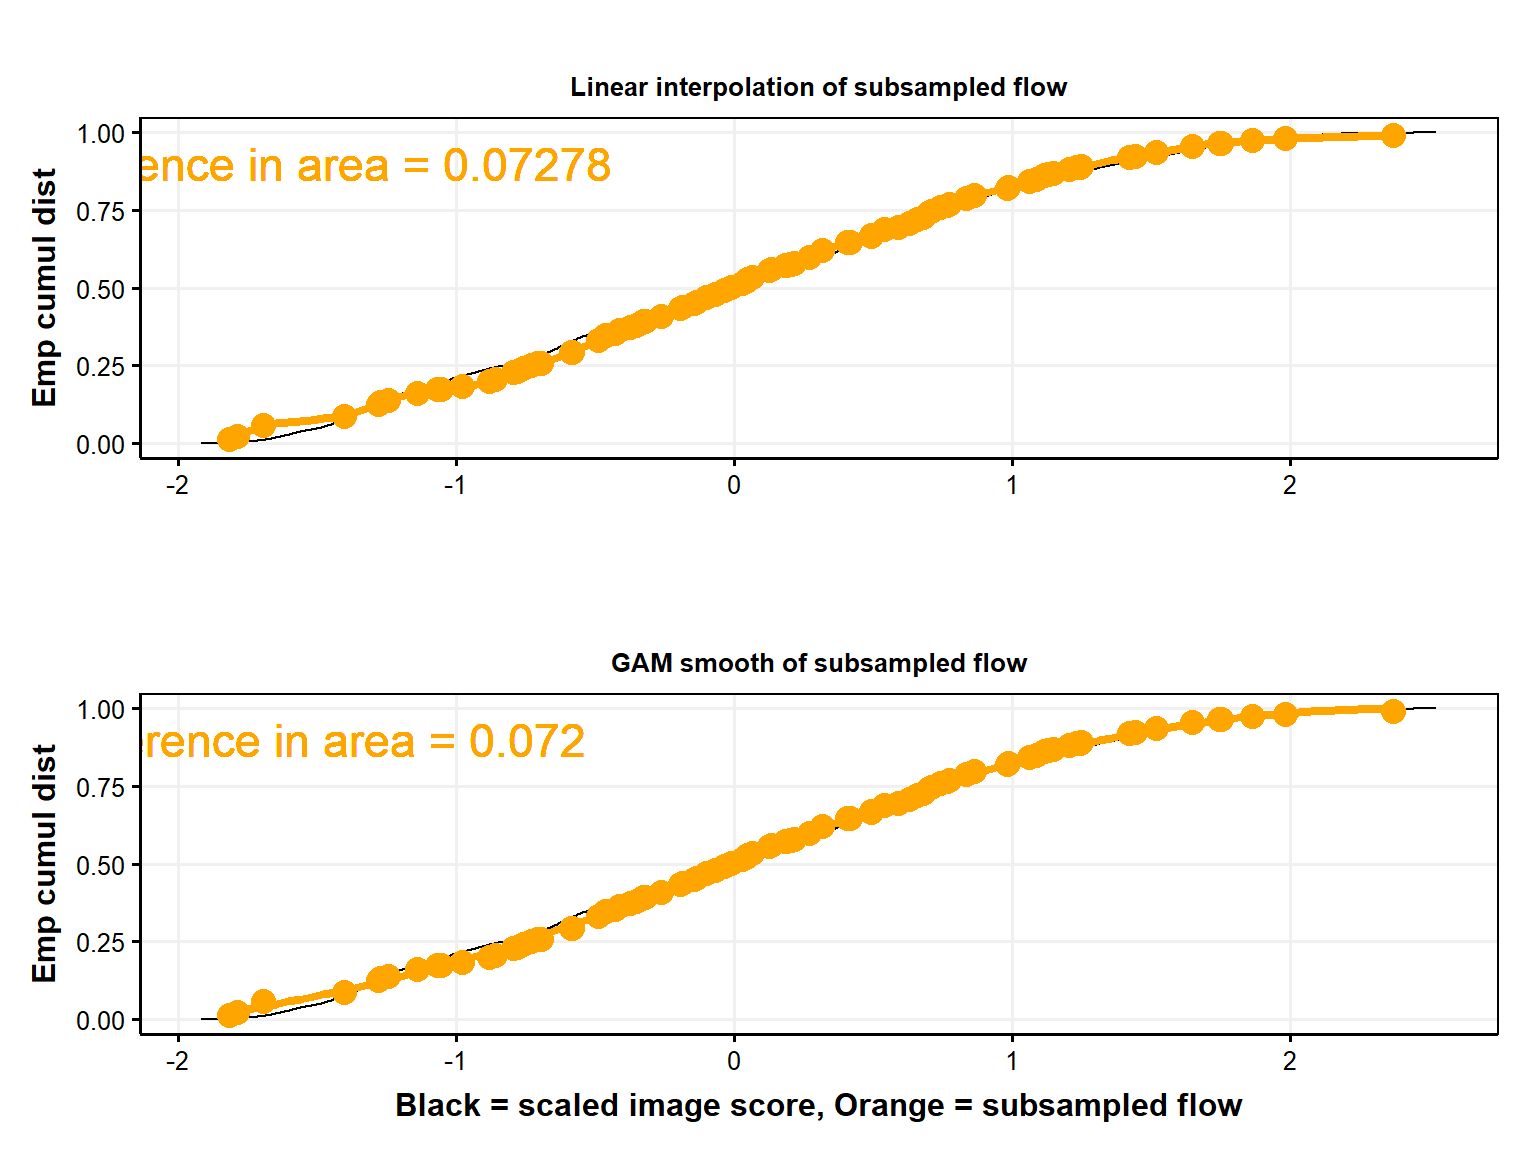 Linear interpolation of subsampled flow
ence in area = 0.07278
Emp cumul dist
1.00
0.75
0.50
0.25
0.00
-2 -1 0 1 2
GAM smooth of subsampled flow
rence in area = 0.072
Emp cumul dist
1.00
0.75
0.50
0.25
0.00
-2 -1 0 1 2
Black = scaled image score, Orange = subsampled flow